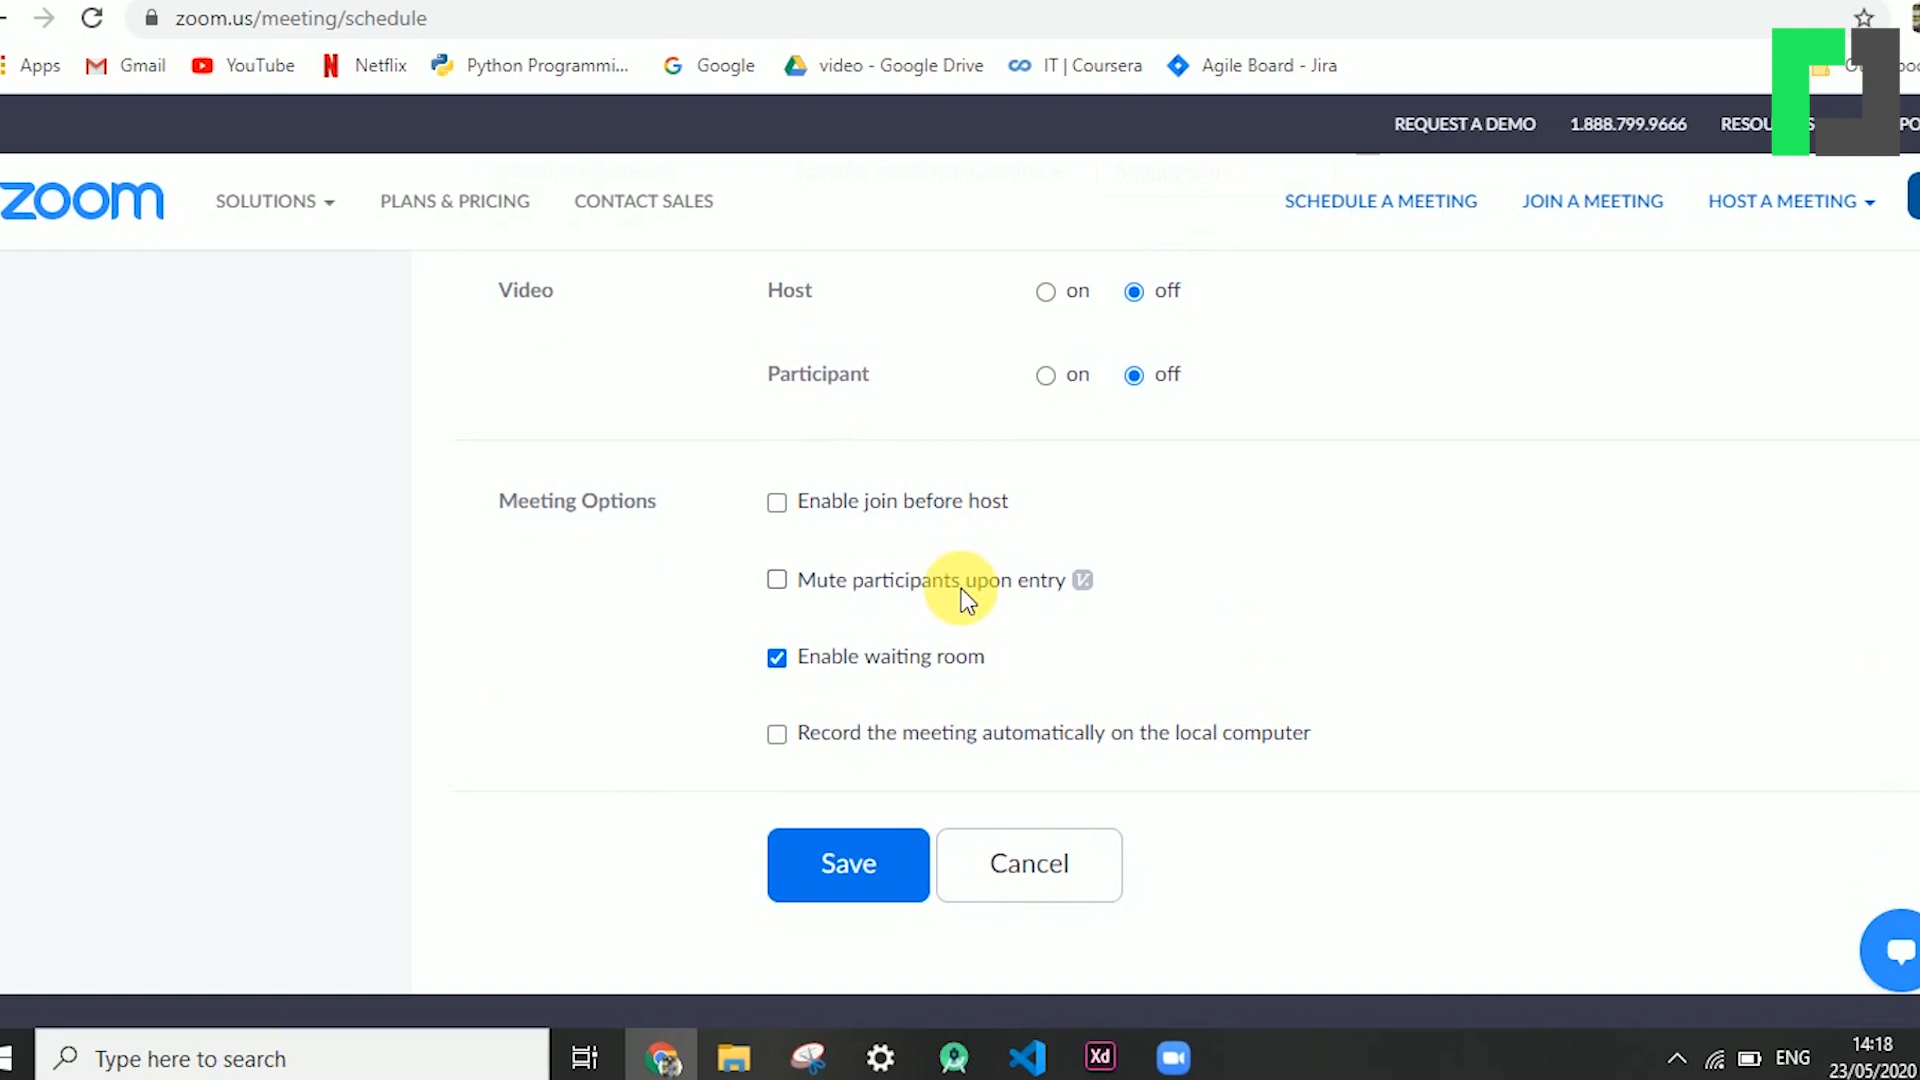 zoom.us/meeting/schedule
Apps Gmail YouTube Netflix Python Programmi... Google video - Google Drive IT | Coursera Agile Board - Jira
REQUEST A DEMO 1.888.799.9666
zoom SOLUTIONS PLANS & PRICING CONTACT SALES SCHEDULE A MEETING JOIN A MEETING HOST A MEETING
Video Host on off
Participant on off
Meeting Options Enable join before host
Mute participants upon entry
Enable waiting room
Record the meeting automatically on the local computer
Save Cancel
Type here to search Xd ENG 14:18
23/05/2020